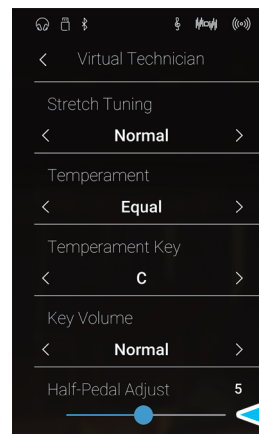 Virtual Technician
Stretch Tuning
Normal
Temperament
Equal
Temperament Key
C
Key Volume
Normal
Half-Pedal Adjust 5